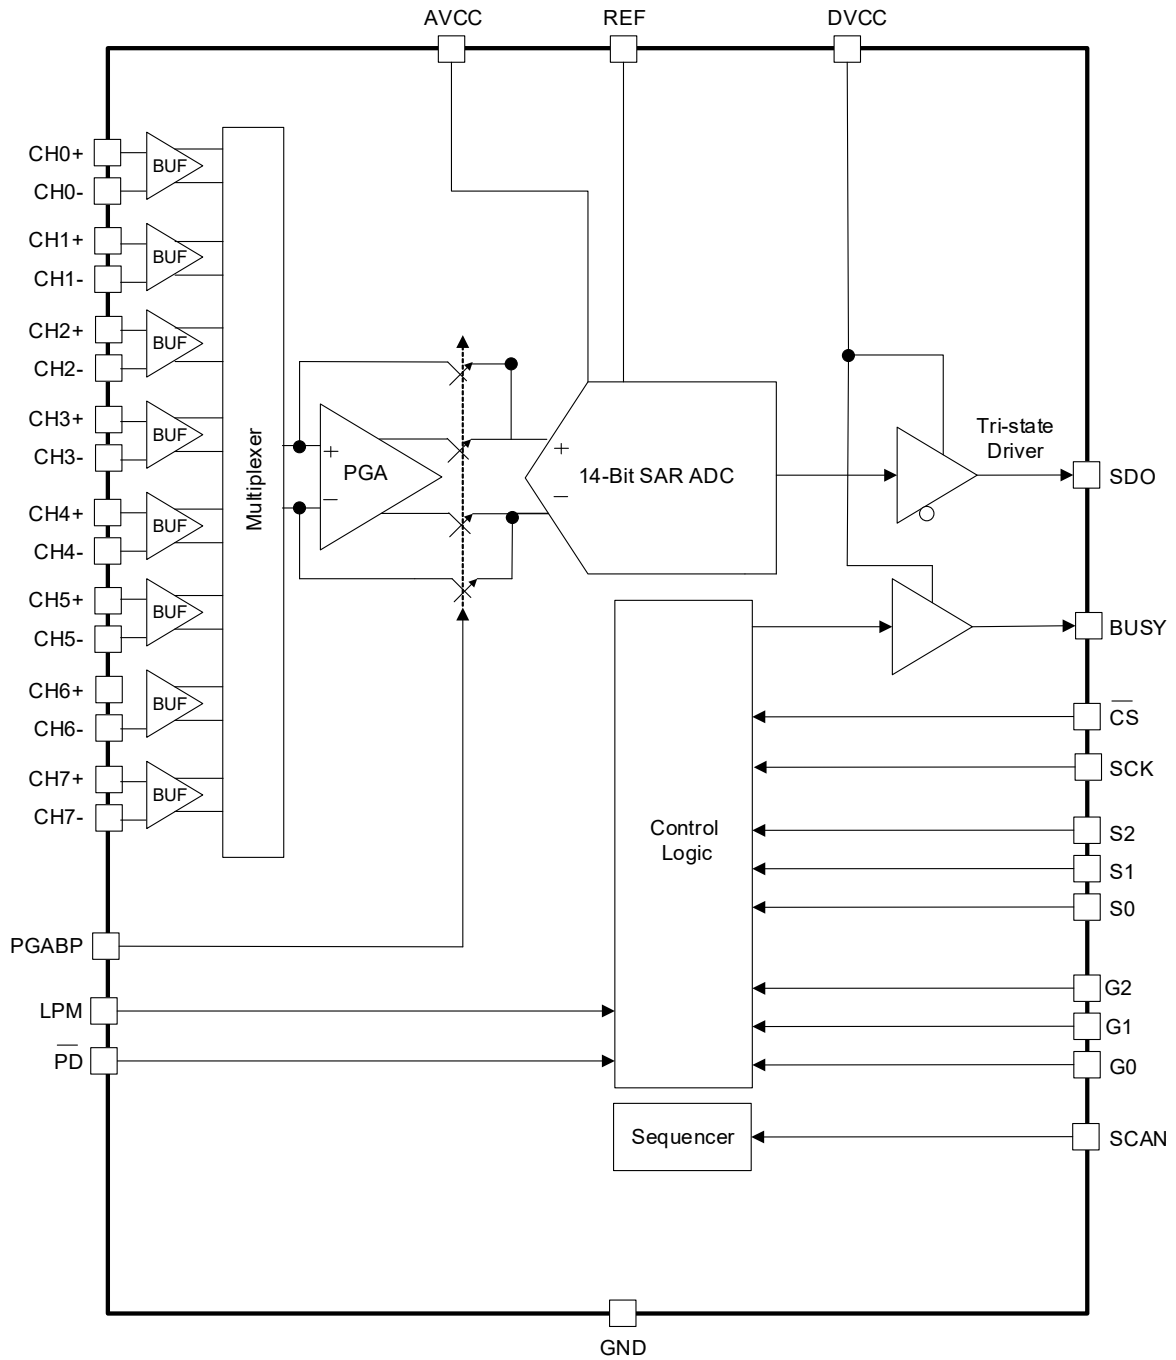 AVCC
REF
DVCC
CH0+
CH0-
CH1+
CH1-
CH2+
CH2-
CH3+
CH3-
CH4+
CH4-
CH5+
CH5-
CH6+
CH6-
CH7+
CH7-
BUF
BUF
BUF
BUF
BUF
BUF
BUF
BUF
Multiplexer
+
PGA
−
+
14-Bit SAR ADC
−
Tri-state
Driver
SDO
BUSY
CS
SCK
S2
S1
S0
G2
G1
G0
SCAN
Control
Logic
Sequencer
PGABP
LPM
PD
GND